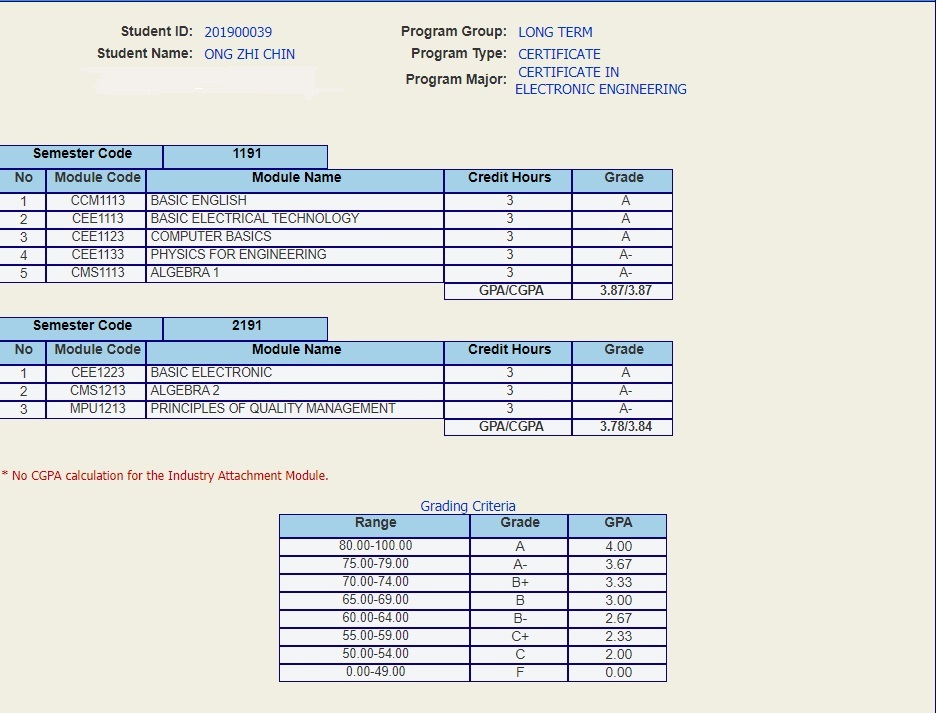 Student ID: 201900039 Program Group: LONG TERM
Student Name: ONG ZHI CHIN Program Type: CERTIFICATE
Program Major: CERTIFICATE IN
ELECTRONIC ENGINEERING
Semester Code 1191
No Module Code Module Name Credit Hours Grade
1 CCM1113 BASIC ENGLISH 3 A
2 CEE1113 BASIC ELECTRICAL TECHNOLOGY 3 A
3 CEE1123 COMPUTER BASICS 3 A
4 CEE1133 PHYSICS FOR ENGINEERING 3 A-
5 CMS1113 ALGEBRA 1 3 A-
GPA/CGPA 3.87/3.87
Semester Code 2191
No Module Code Module Name Credit Hours Grade
1 CEE1223 BASIC ELECTRONIC 3 A
2 CMS1213 ALGEBRA 2 3 A-
3 MPU1213 PRINCIPLES OF QUALITY MANAGEMENT 3 A-
GPA/CGPA 3.78/3.84
* No CGPA calculation for the Industry Attachment Module.
Grading Criteria
Range Grade GPA
80.00-100.00 A 4.00
75.00-79.00 A- 3.67
70.00-74.00 B+ 3.33
65.00-69.00 B 3.00
60.00-64.00 B- 2.67
55.00-59.00 C+ 2.33
50.00-54.00 C 2.00
0.00-49.00 F 0.00